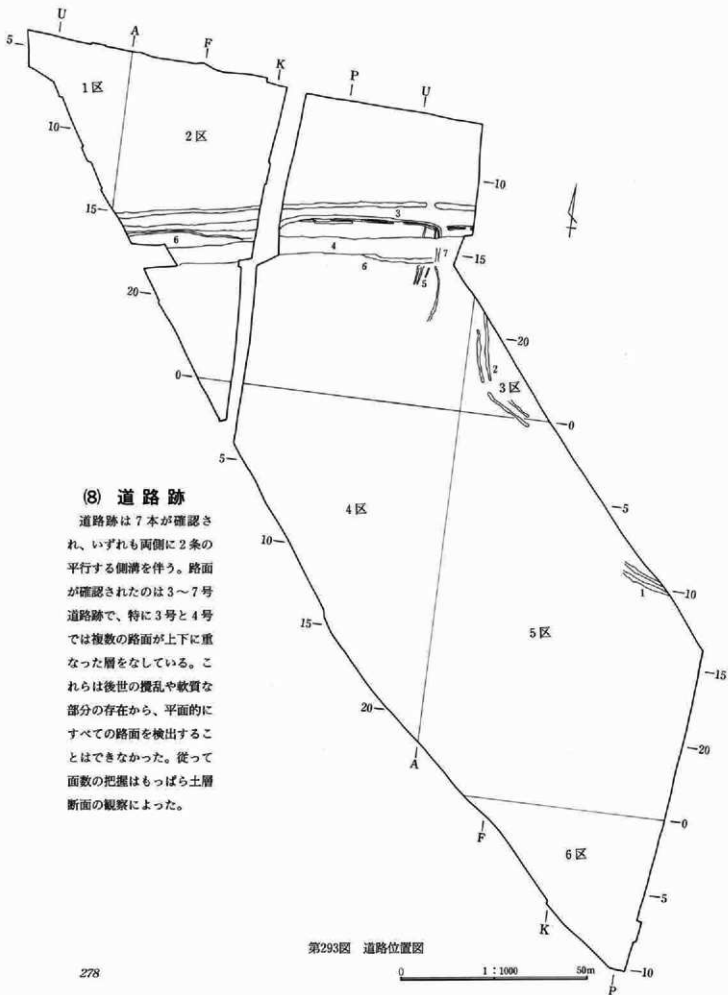 U
A
F
K
P
U
5
1区
10
2区
15
10
3
6
4
7
15
6
5
20
20
2
3区
0
0
5
5
(8) 道路跡
道路跡は7本が確認さ
れ、いずれも両側に2条の
平行する側溝を伴う。路面
が確認されたのは3～7号
道路跡で、特に3号と4号
では複数の路面が上下に重
なった層をなしている。こ
れらは後世の攪乱や軟質な
部分の存在から、平面的に
すべての路面を検出するこ
とはできなかった。従って
面数の把握はもっぱら土層
断面の観察によった。
4区
10
1
10
15
5区
15
20
20
A
0
F
6区
5
K
10
P
第293図 道路位置図
0 1：1000 50m
278